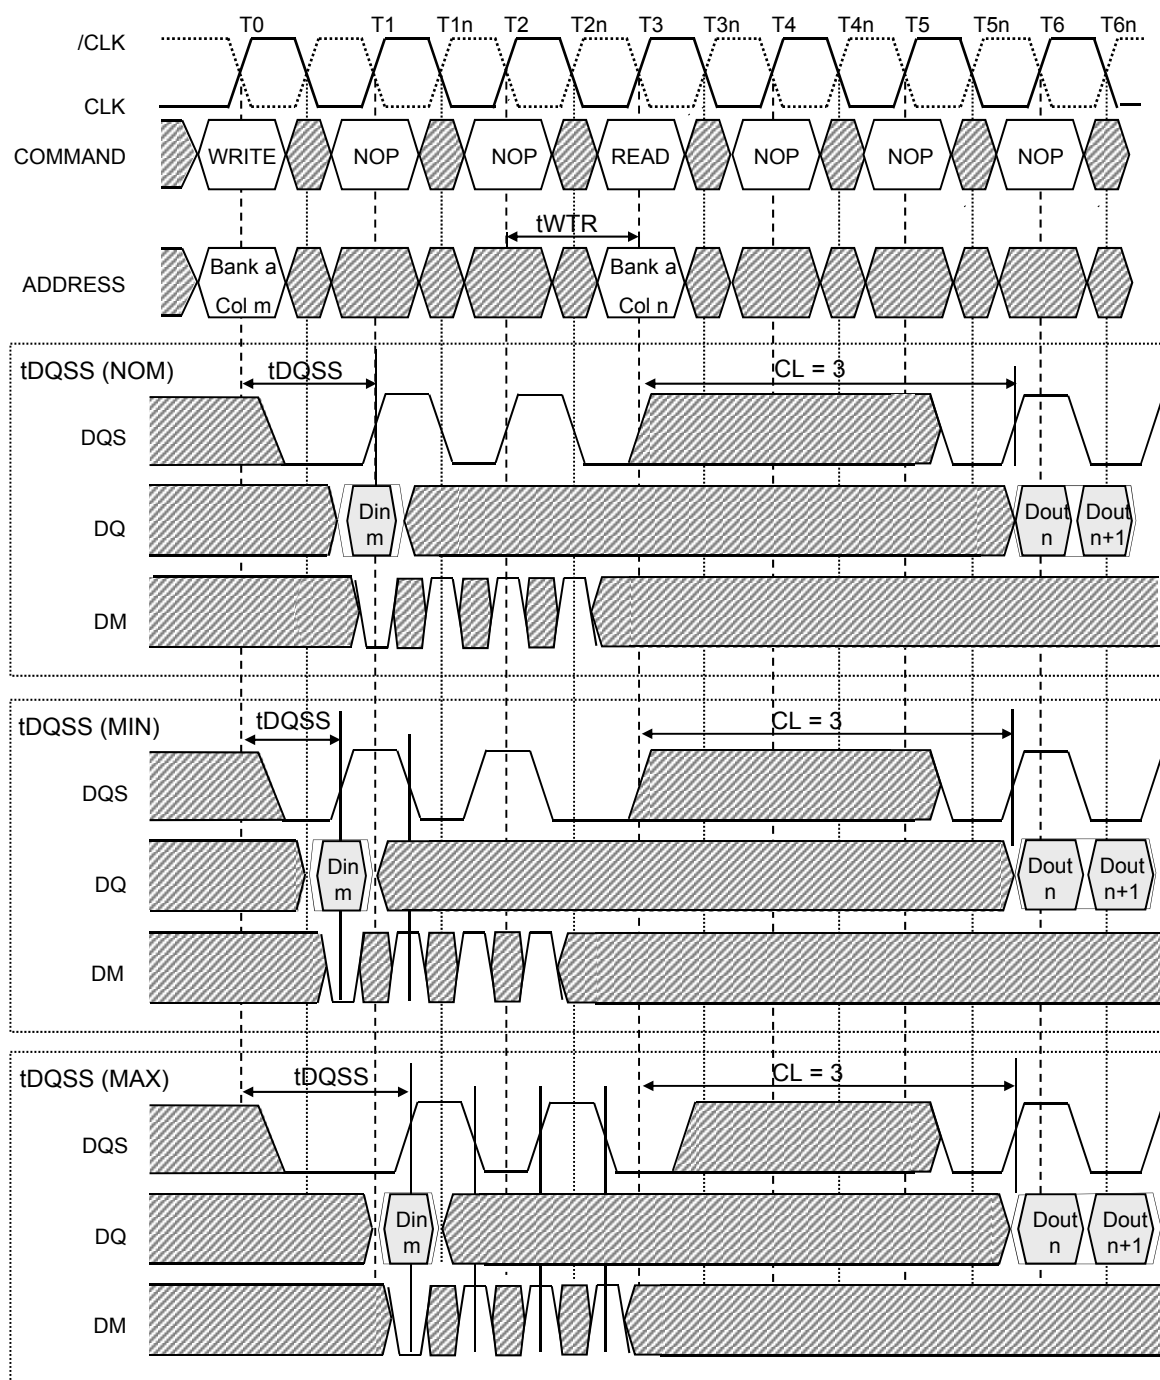 T0 T1 T1n T2 T2n T3 T3n T4 T4n T5 T5n T6 T6n
/CLK
CLK
COMMAND WRITE NOP NOP READ NOP NOP NOP
tWTR
Bank a Bank a
ADDRESS
Col m Col n
tDQSS (NOM) tDQSS CL = 3
DQS
DQ Din Dout Dout
m n n+1
DM
tDQSS (MIN) tDQSS CL = 3
DQS
DQ Din Dout Dout
m n n+1
DM
tDQSS (MAX) tDQSS CL = 3
DQS
DQ Din Dout Dout
m n n+1
DM